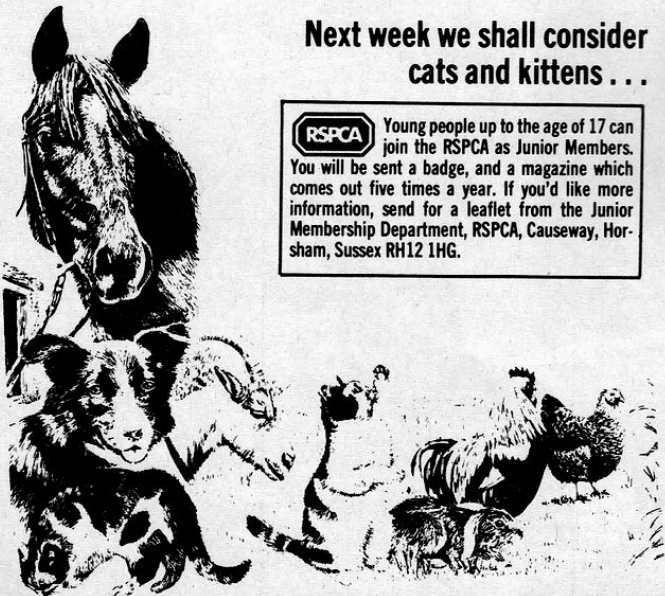 Next week we shall consider
cats and kittens . . .
RSPCA
Young people up to the age of 17 can
join the RSPCA as Junior Members.
You will be sent a badge, and a magazine which
comes out five times a year. If you'd like more
information, send for a leaflet from the Junior
Membership Department, RSPCA, Causeway, Hor-
sham, Sussex RH12 1HG.